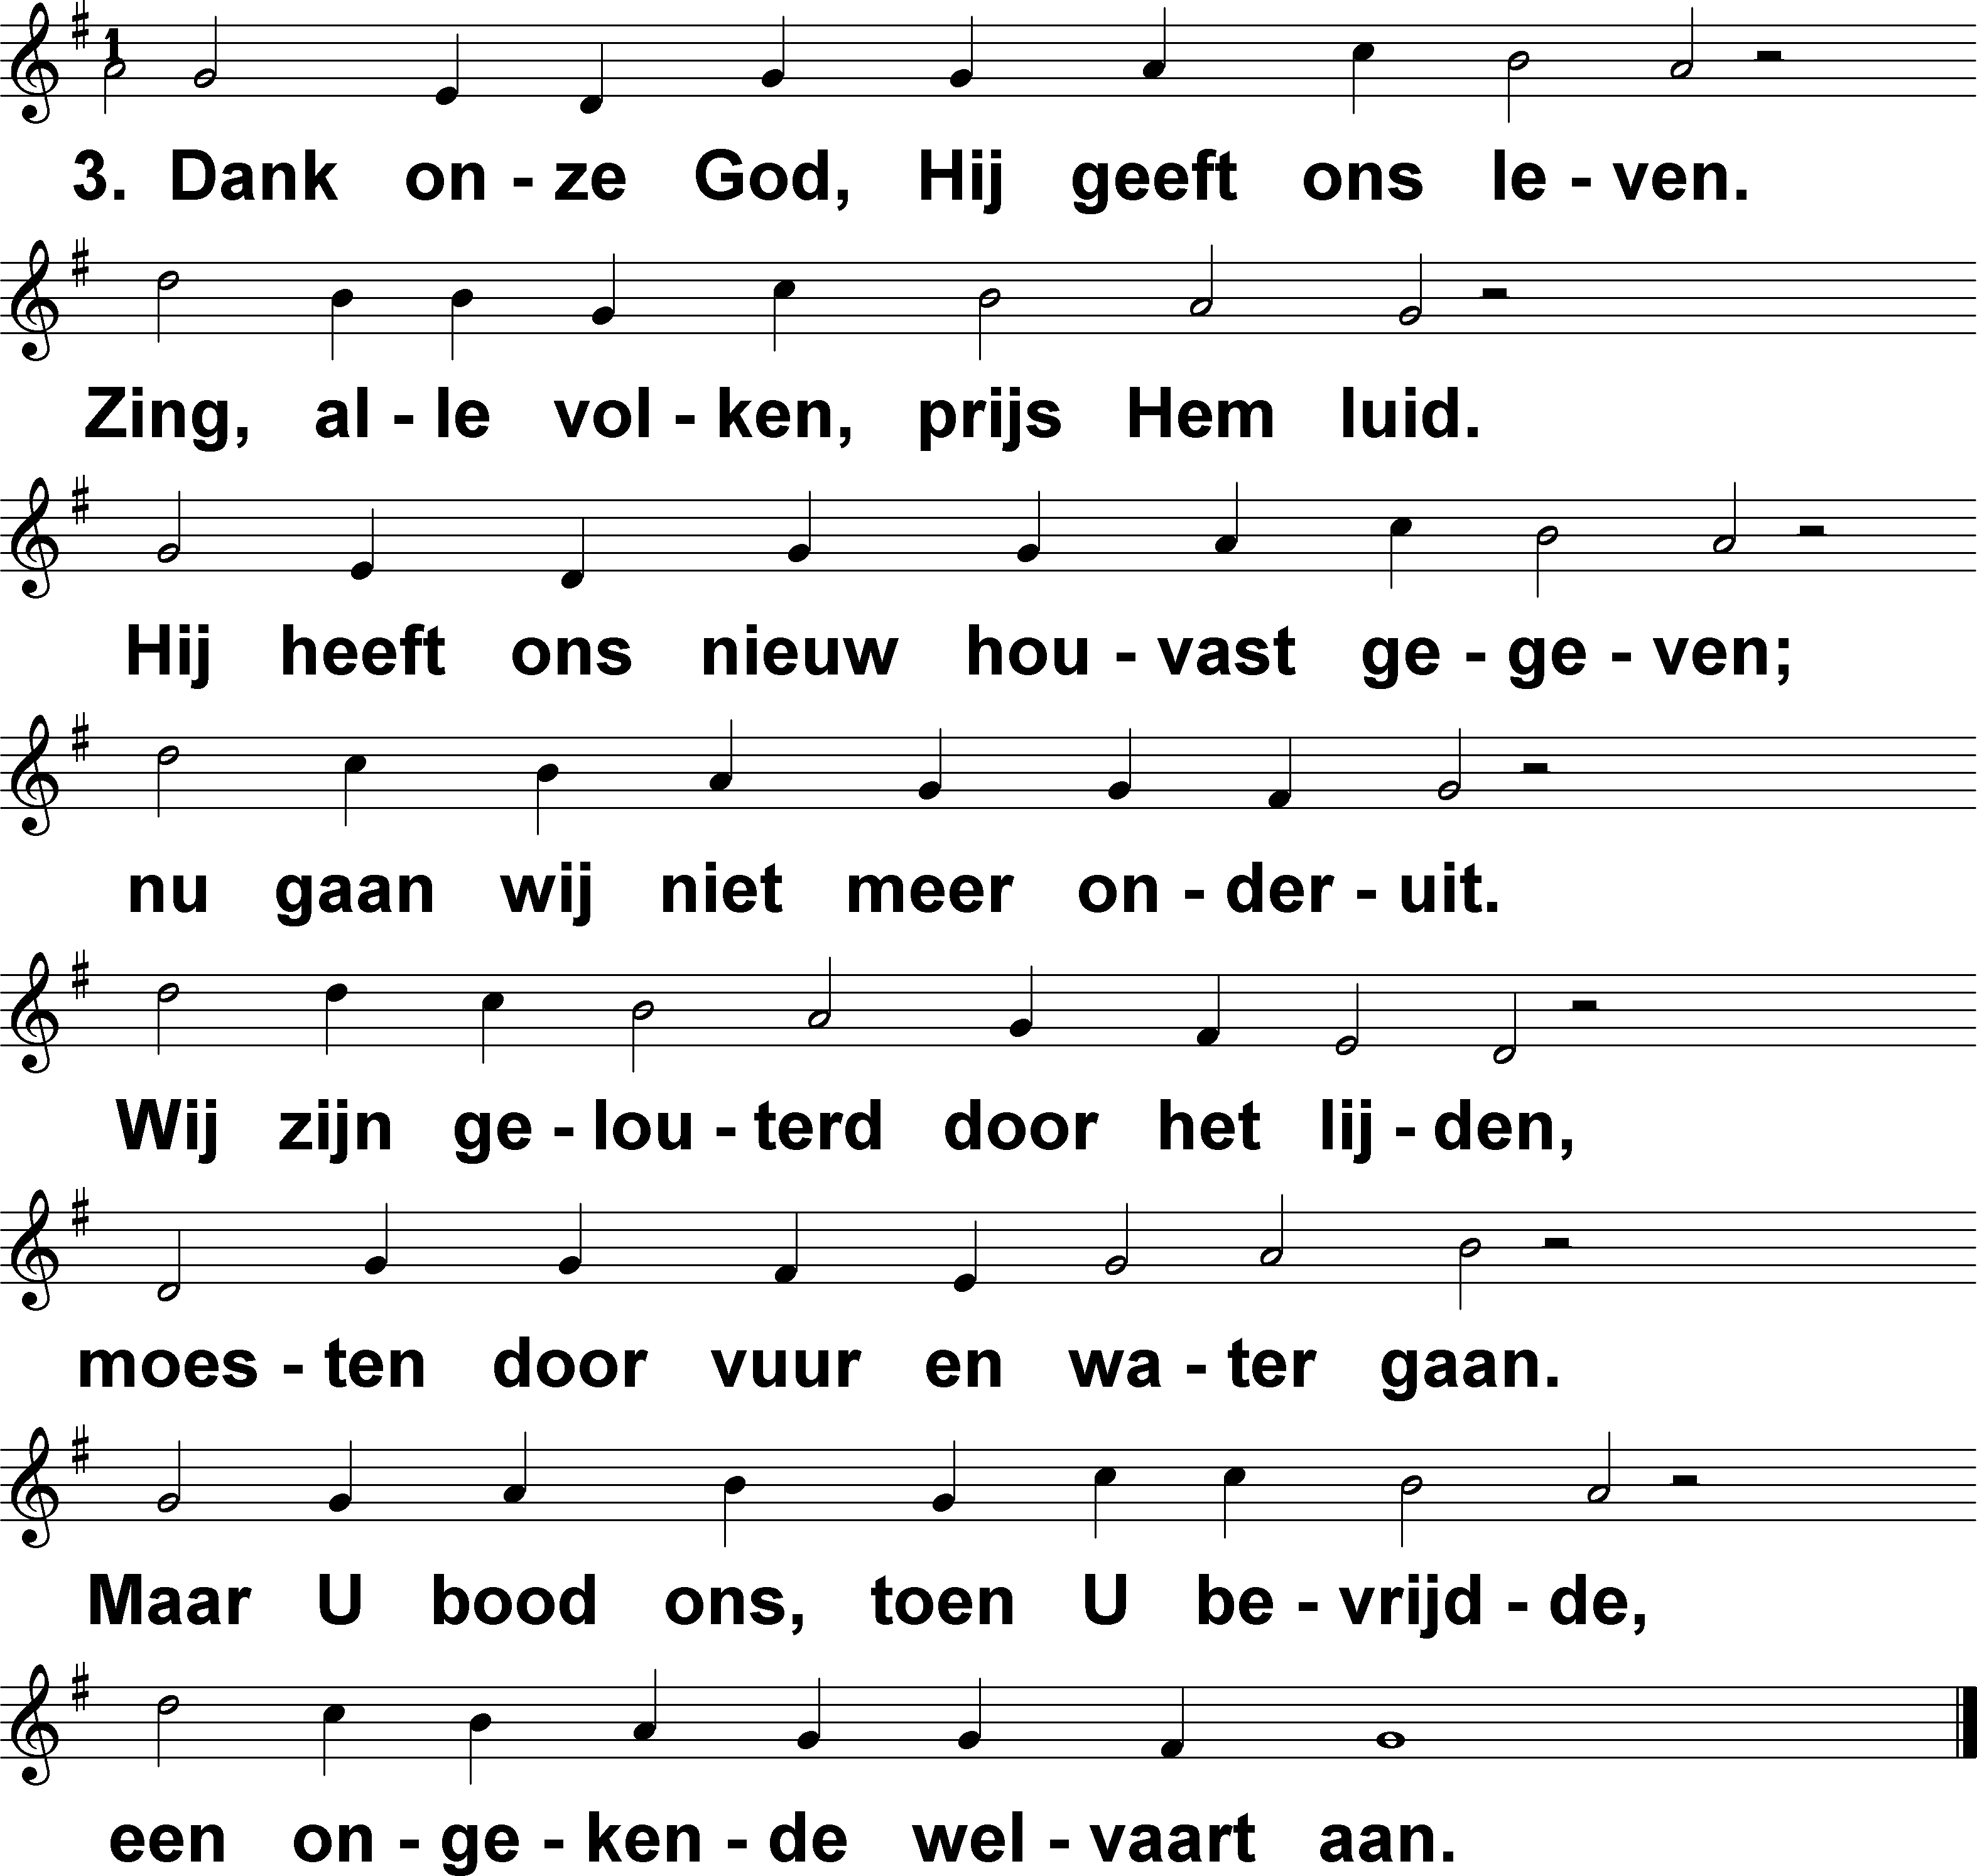 3. Dank on - ze God, Hij geeft ons le - ven.
Zing, al - le vol - ken, prijs Hem luid.
Hij heeft ons nieuw hou - vast ge - ge - ven;
nu gaan wij niet meer on - der - uit.
Wij zijn ge - lou - terd door het lij - den,
moes - ten door vuur en wa - ter gaan.
Maar U bood ons, toen U be - vrijd - de,
een on - ge - ken - de wel - vaart aan.